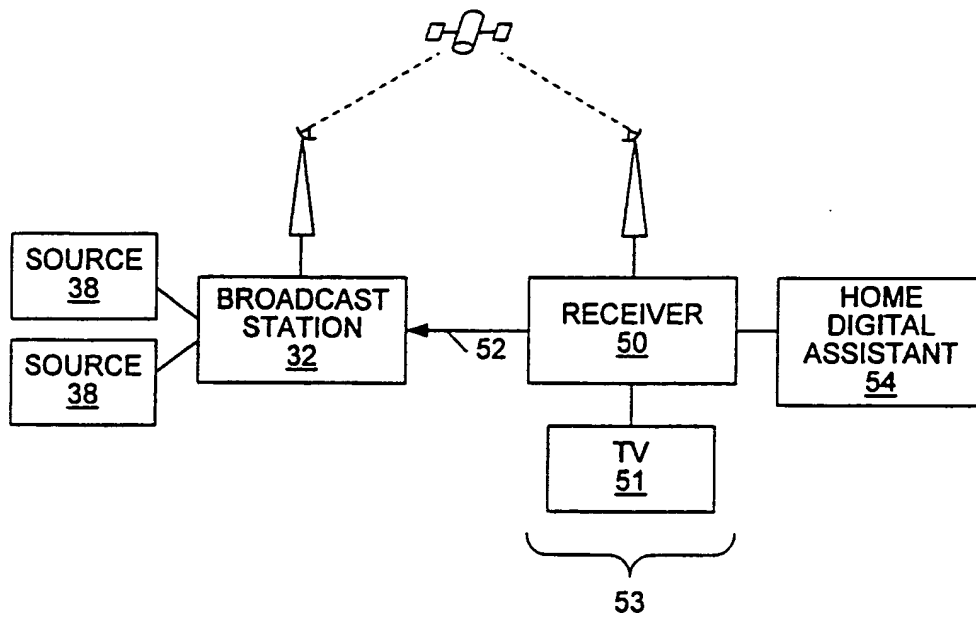 SOURCE
38
SOURCE
38
BROADCAST
STATION
32
52
RECEIVER
50
HOME
DIGITAL
ASSISTANT
54
TV
51
53